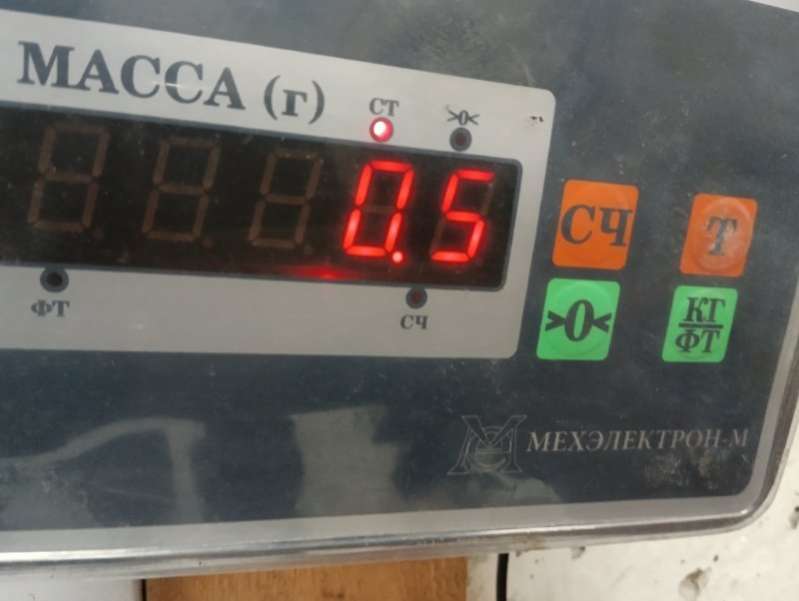 МАССА (г)
СТ
>0<
0.5
ФТ
СЧ
СЧ
Т
>0<
КГ
ФТ
МЕХЭЛЕКТРОН-М